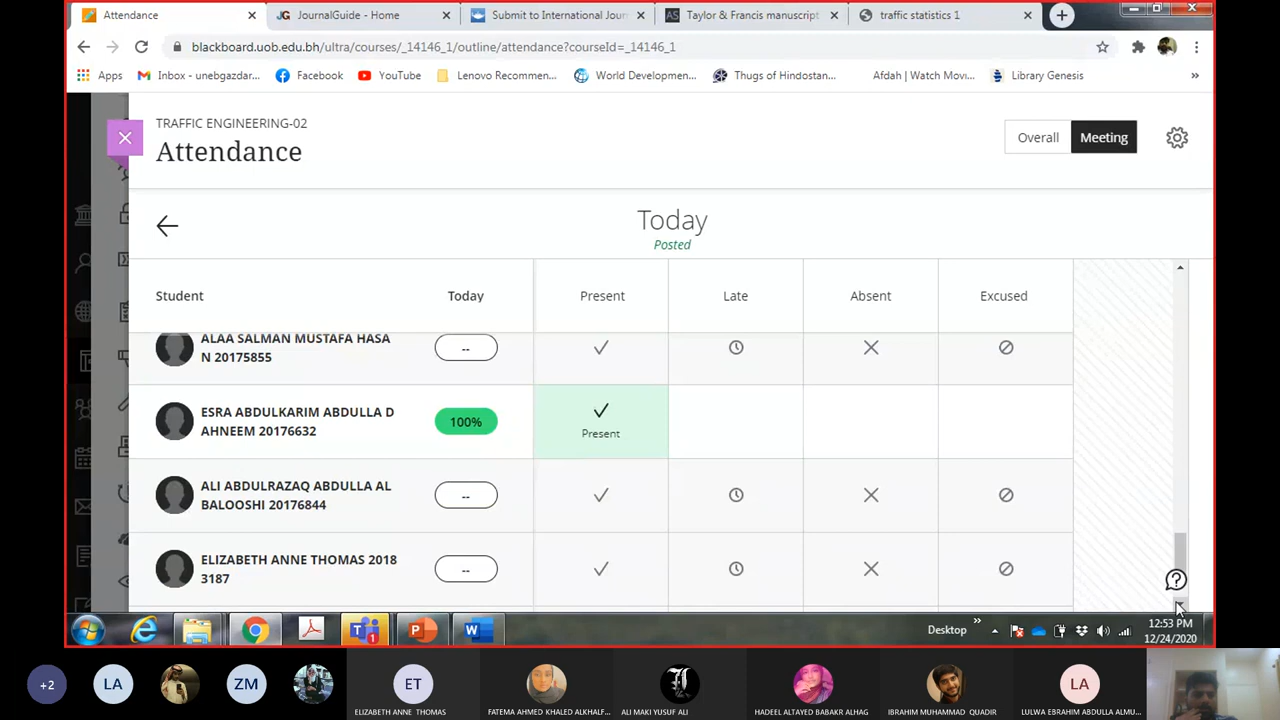 Attendance
JournalGuide - Home
Submit to International Jour
Taylor & Francis manuscript
traffic statistics 1
blackboard.uob.edu.bh/ultra/courses/_14146_1/outline/attendance?courseId=_14146_1
Apps
Inbox - unebgazdar...
Facebook
YouTube
Lenovo Recommen...
World Developmen...
Thugs of Hindostan...
Afdah | Watch Movi...
Library Genesis
»
TRAFFIC ENGINEERING-02
Attendance
Overall
Meeting
Today
Posted
Student
Today
Present
Late
Absent
Excused
ALAA SALMAN MUSTAFA HASA
N 20175855
--
ESRA ABDULKARIM ABDULLA D
AHNEEM 20176632
100%
Present
ALI ABDULRAZAQ ABDULLA AL
BALOOSHI 20176844
--
ELIZABETH ANNE THOMAS 2018
3187
--
Desktop
»
12:53 PM
12/24/2020
+2
LA
ZM
ET
LA
ELIZABETH ANNE THOMAS
FATEMA AHMED KHALED ALKHALF...
ALI MAKI YUSUF ALI
HADEEL ALTAYED BABAKR ALHAG
IBRAHIM MUHAMMAD QUADIR
LULWA EBRAHIM ABDULLA ALMU...